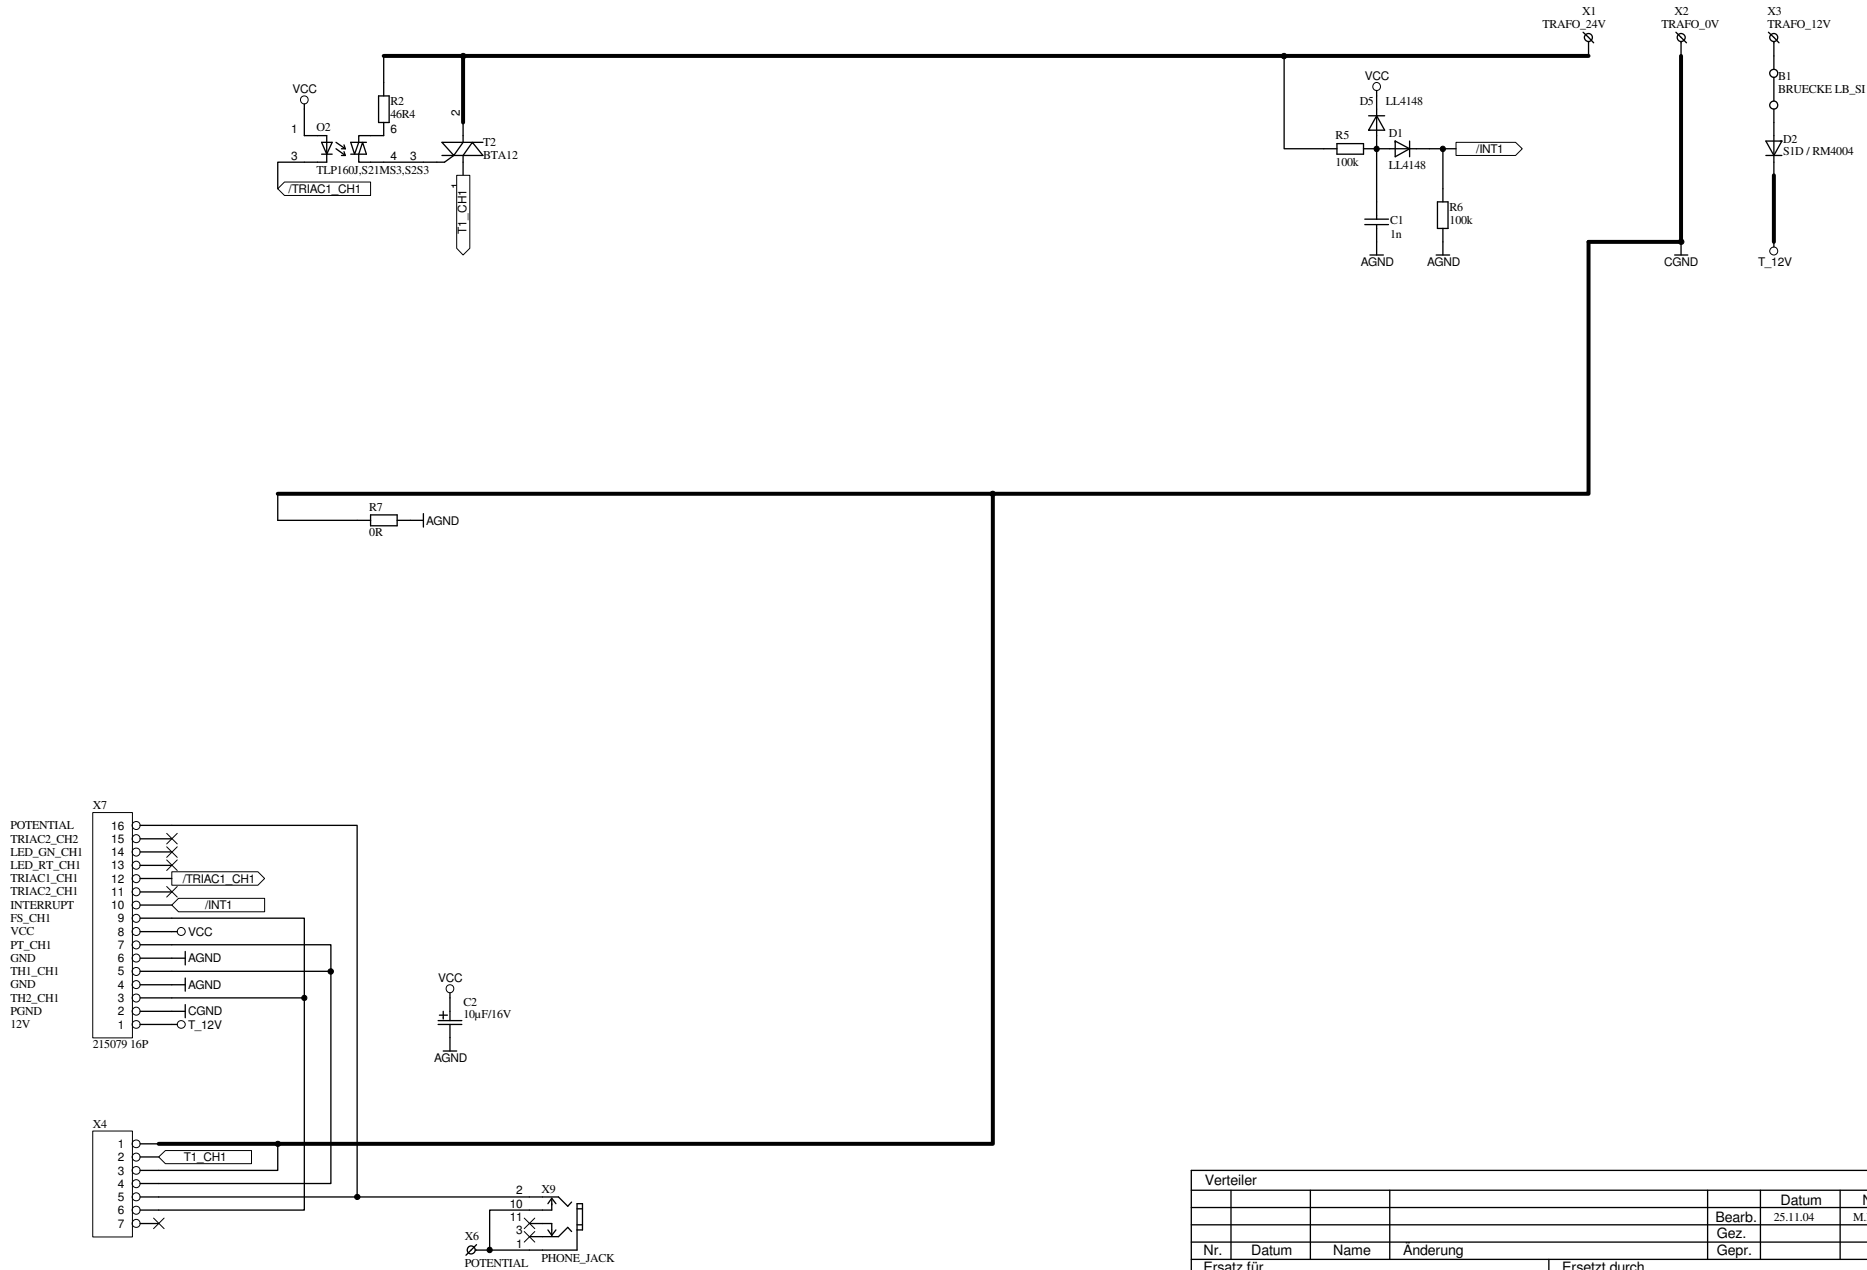 X1
TRAFO_24V
X2
TRAFO_0V
X3
TRAFO_12V
B1
BRUECKE LB_SI
VCC
R2
46R4
2
VCC
D5
LL4148
1
O2
6
T2
BTA12
R5
100k
D1
LL4148
/INT1
D2
S1D / RM4004
3
4
3
TLP160J,S21MS3,S2S3
/TRIAC1_CH1
1
T1_CH1
C1
1n
R6
100k
AGND
AGND
CGND
T_12V
R7
0R
AGND
X7
POTENTIAL 16
TRIAC2_CH2 15
LED_GN_CH1 14
LED_RT_CH1 13
TRIAC1_CH1 12 /TRIAC1_CH1
TRIAC2_CH1 11
INTERRUPT 10 /INT1
FS_CH1 9
VCC 8 VCC
PT_CH1 7
GND 6 AGND
TH1_CH1 5
GND 4 AGND
TH2_CH1 3
PGND 2 CGND
12V 1 T_12V
215079 16P
VCC
C2
+
10µF/16V
AGND
X4
1
2 T1_CH1
3
4
5
6
7
2 X9
10
11
3
1
X6
POTENTIAL
PHONE_JACK
Verteiler
Datum
Bearb. 25.11.04 M.
Gez.
Nr. Datum Name Änderung Gepr.
Ersatz für Ersetzt durch